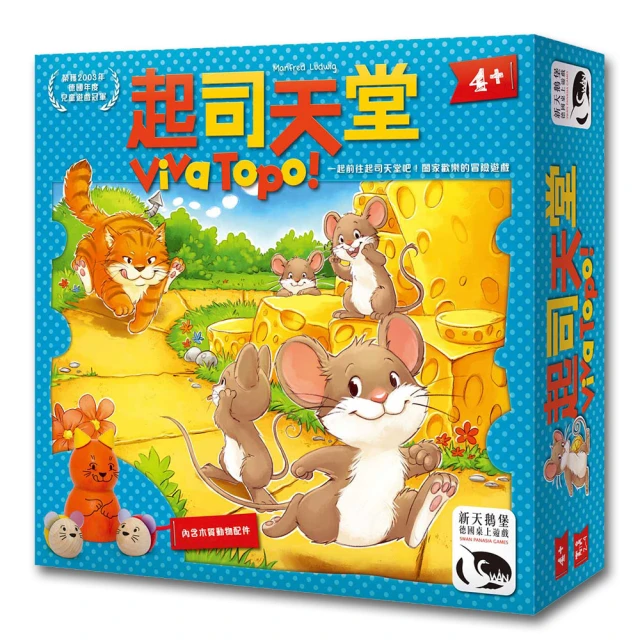 Manfred Ludwig
榮獲2003年
德國年度
兒童遊戲冠軍
起司天堂
Viva Topo!
4+
一起前往起司天堂吧！闔家歡樂的冒險遊戲
內含木質動物配件
新天鵝堡
德國桌上遊戲
SWAN PANASIA GAMES
SWAN
新天鵝堡
德國桌上遊戲
起司天堂
Viva Topo!
4+
2-4